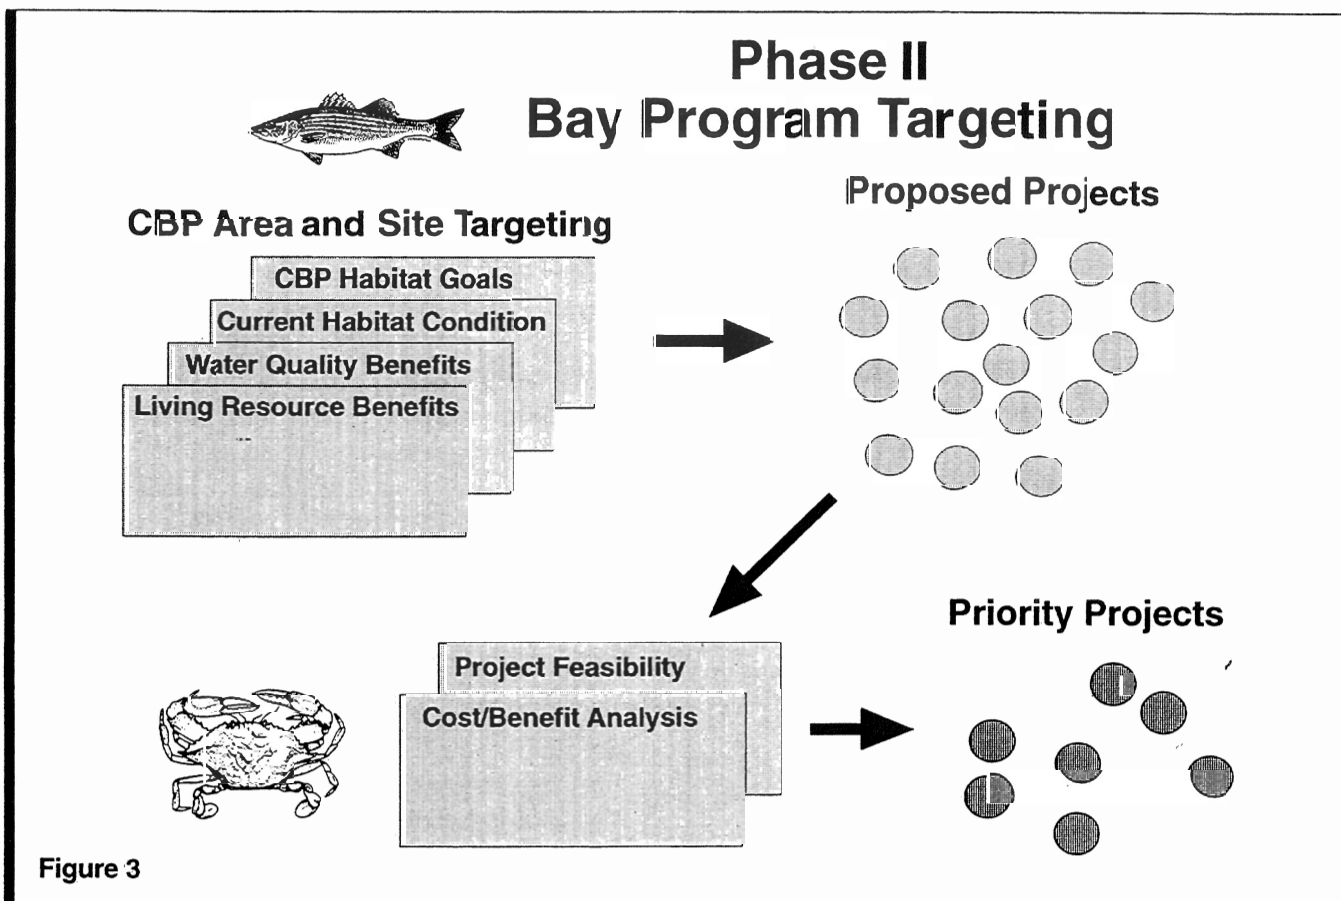 Phase II
Bay Program Targeting
CBP Area and Site Targeting
CBP Habitat Goals
Current Habitat Condition
Water Quality Benefits
Living Resource Benefits
Proposed Projects
Project Feasibility
Cost/Benefit Analysis
Priority Projects
Figure 3